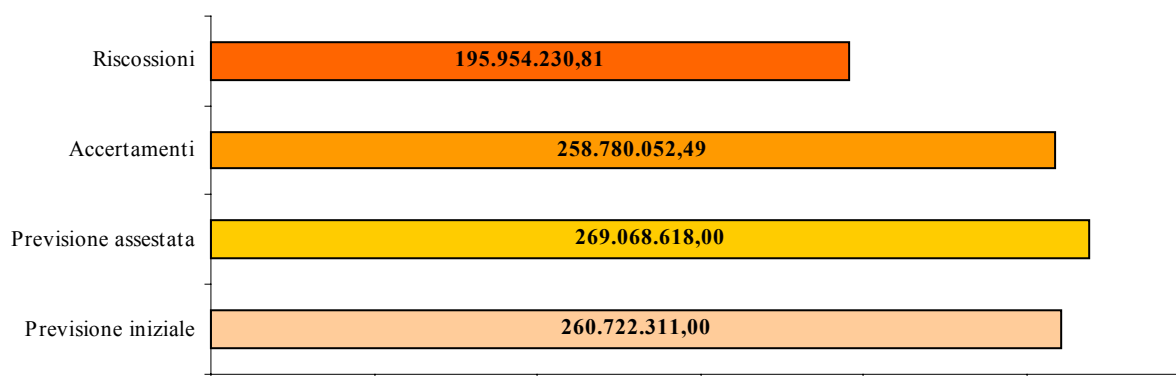 Riscossioni 195.954.230,81
Accertamenti 258.780.052,49
Previsione assestata 269.068.618,00
Previsione iniziale 260.722.311,00